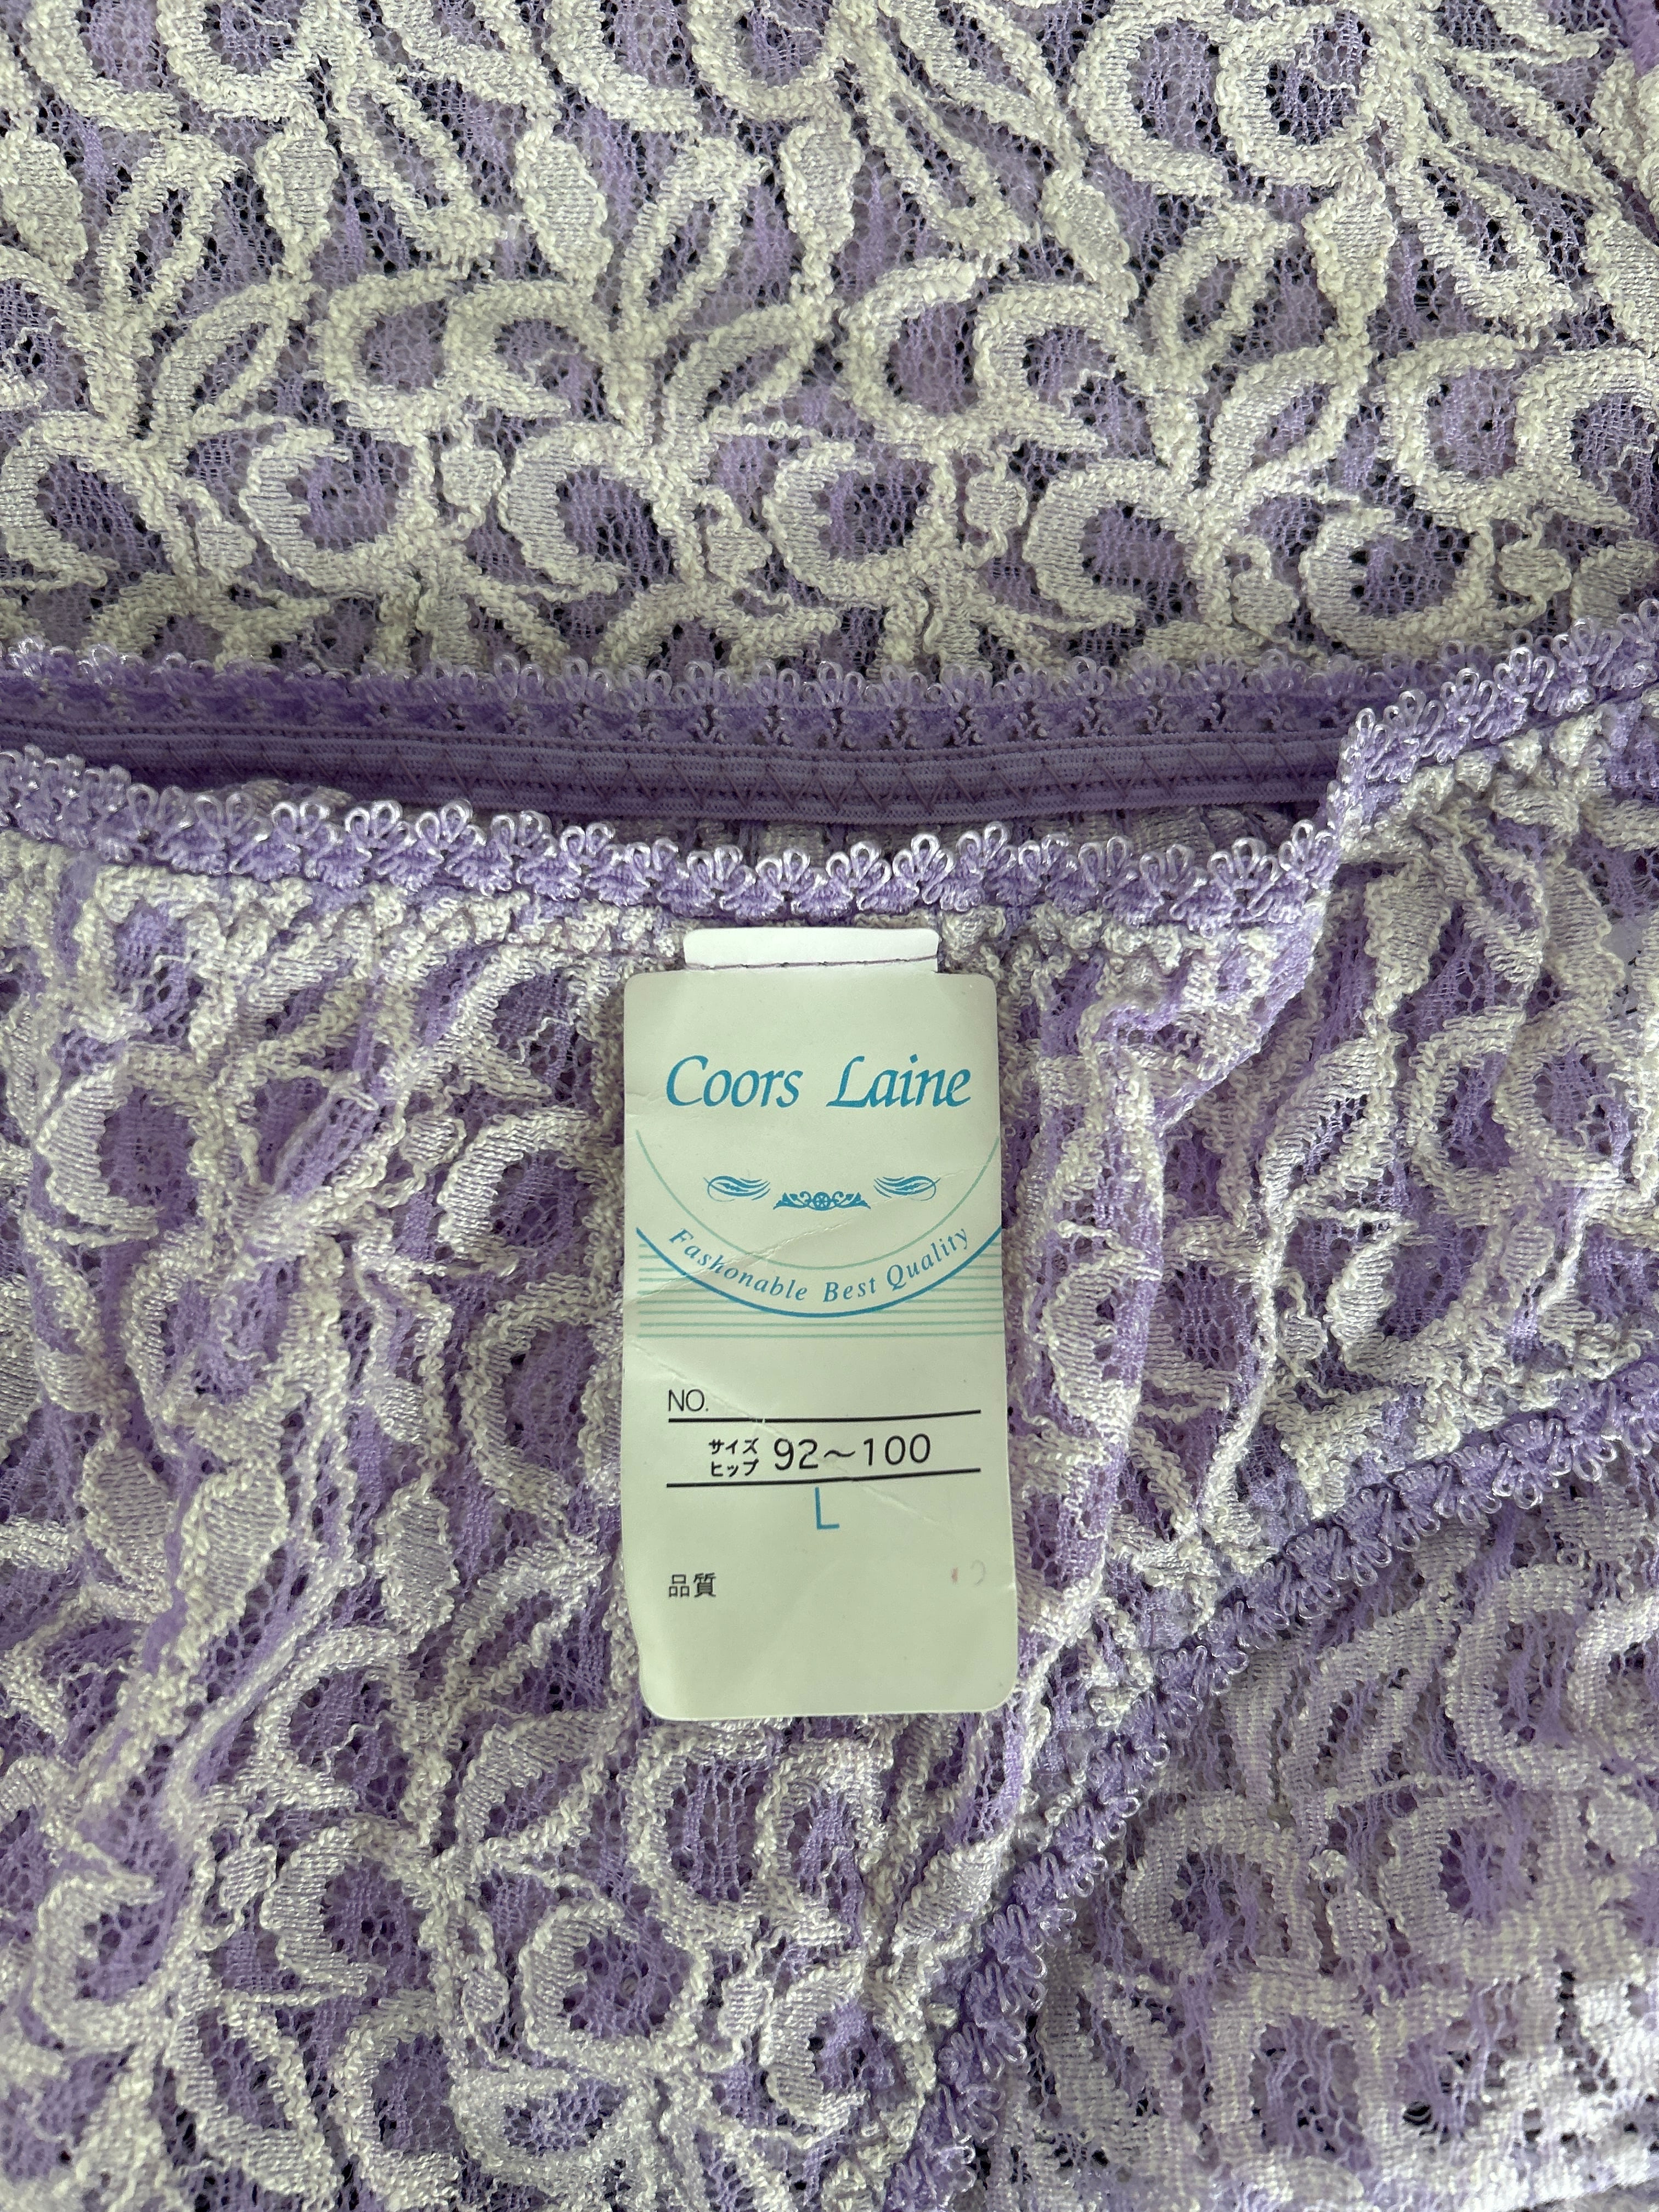 Coors Laine
Fashonable Best Quality
NO.
サイズ
ヒップ 92～100
L
品質